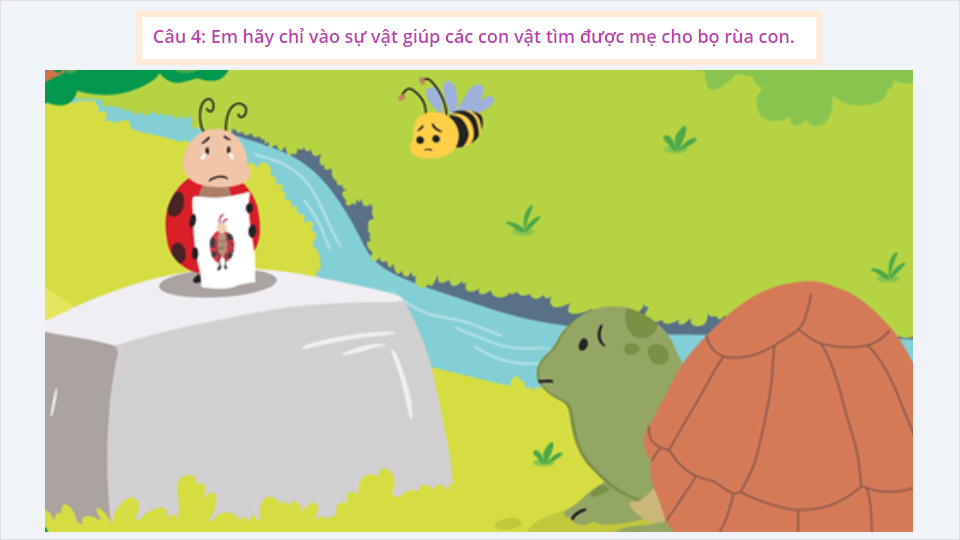 Câu 4: Em hãy chỉ vào sự vật giúp các con vật tìm được mẹ cho bọ rùa con.